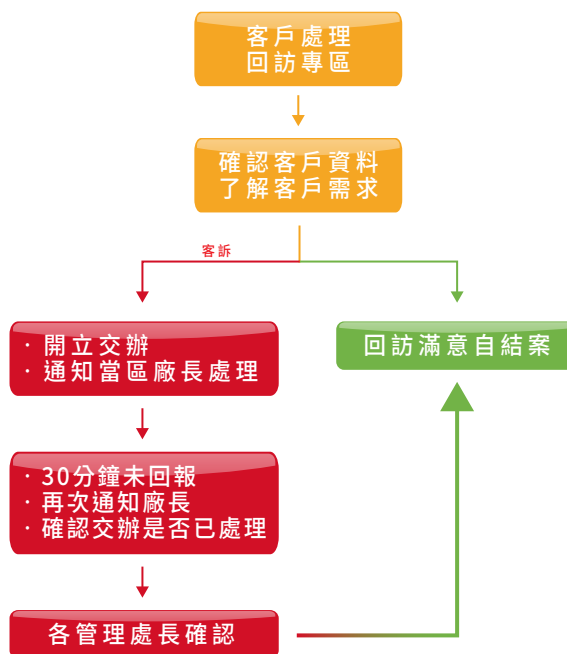 客戶處理
回訪專區
確認客戶資料
了解客戶需求
客訴
· 開立交辦
· 通知當區廠長處理
回訪滿意自結案
· 30分鐘未回報
· 再次通知廠長
· 確認交辦是否已處理
各管理處長確認